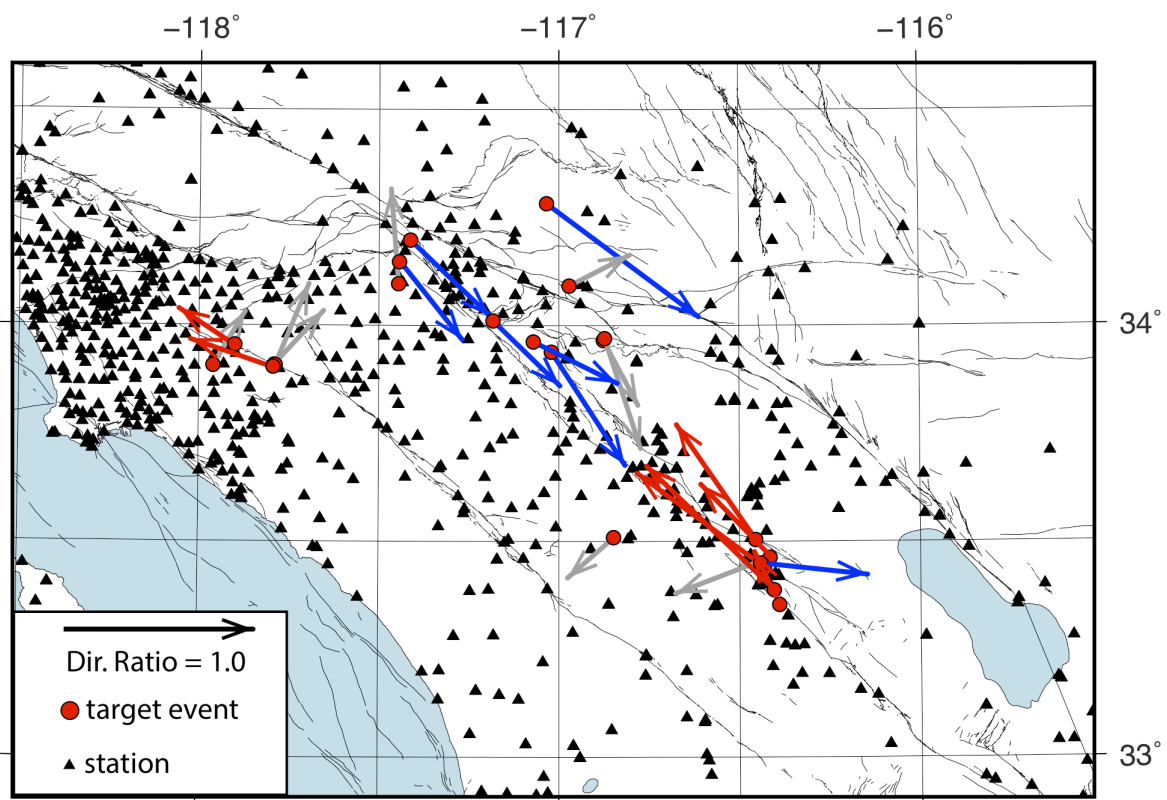 −118°
−117°
−116°
34°
33°
Dir. Ratio = 1.0
target event
station